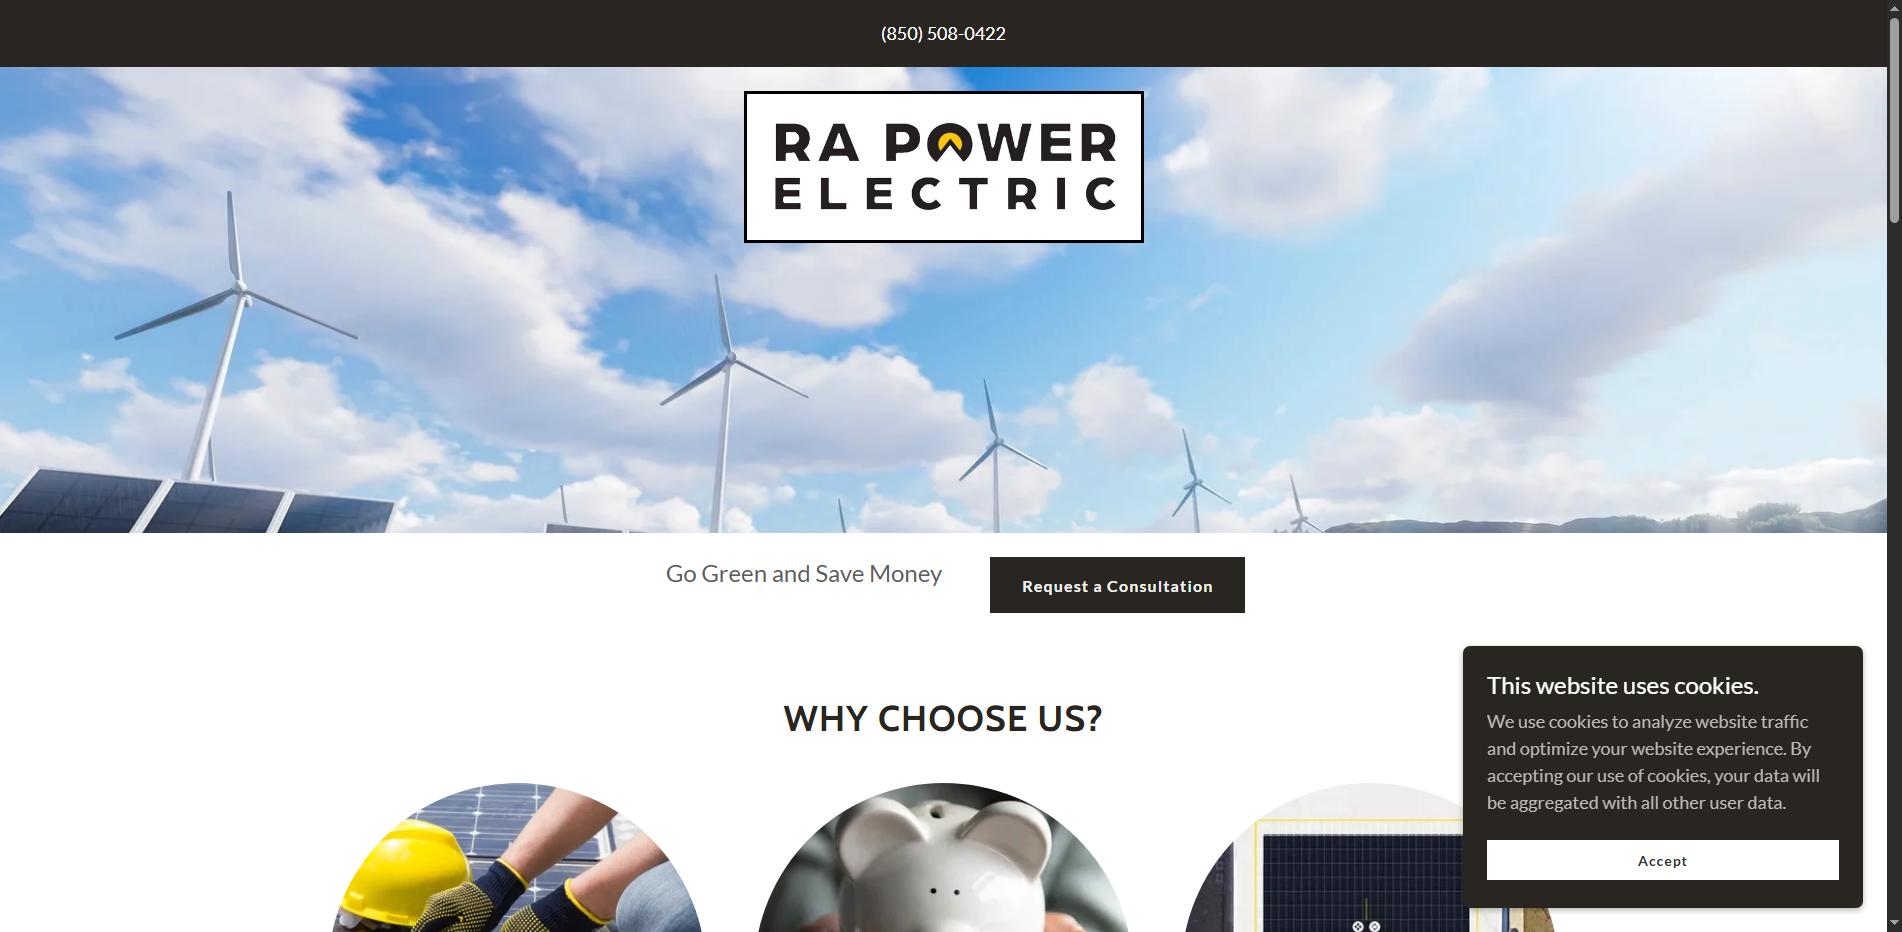 (850) 508-0422
RA POWER
ELECTRIC
Go Green and Save Money
Request a Consultation
WHY CHOOSE US?
This website uses cookies.
We use cookies to analyze website traffic
and optimize your website experience. By
accepting our use of cookies, your data will
be aggregated with all other user data.
Accept